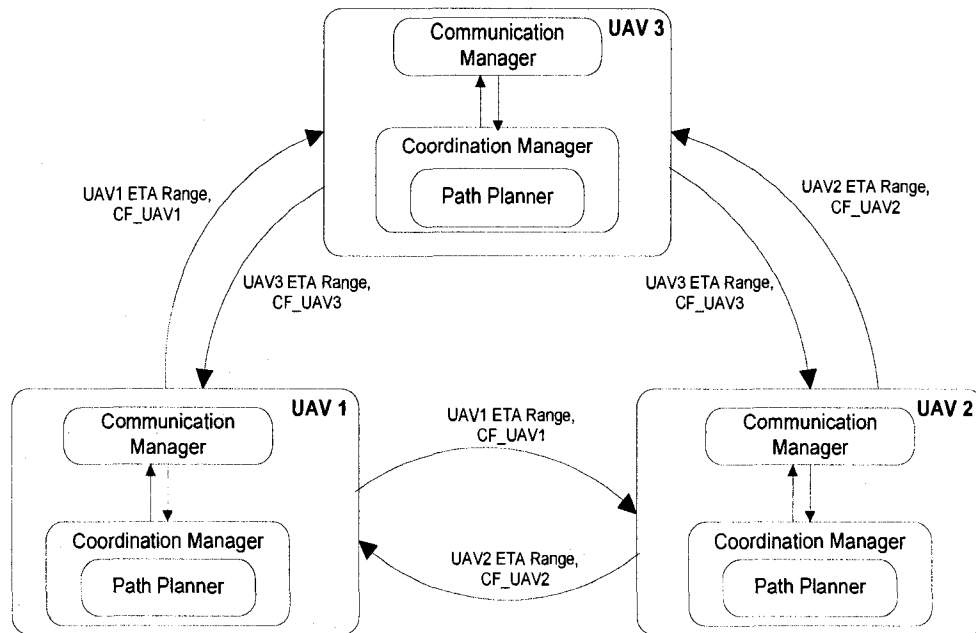 UAV 3
Communication
Manager
Coordination Manager
Path Planner
UAV1 ETA Range,
CF_UAV1
UAV2 ETA Range,
CF_UAV2
UAV3 ETA Range,
CF_UAV3
UAV3 ETA Range,
CF_UAV3
UAV 1
Communication
Manager
Coordination Manager
Path Planner
UAV1 ETA Range,
CF_UAV1
UAV2 ETA Range,
CF_UAV2
UAV 2
Communication
Manager
Coordination Manager
Path Planner